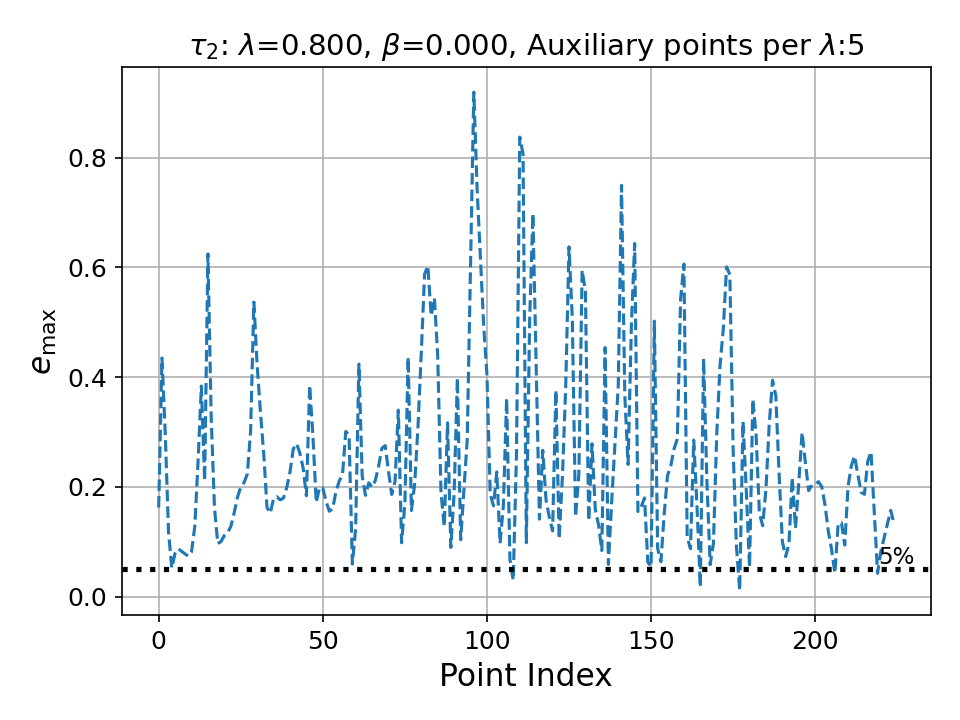 τ₂: λ=0.800, β=0.000, Auxiliary points per λ:5
0.8
0.6
0.4
0.2
0.0
e_max
5%
0 50 100 150 200
Point Index